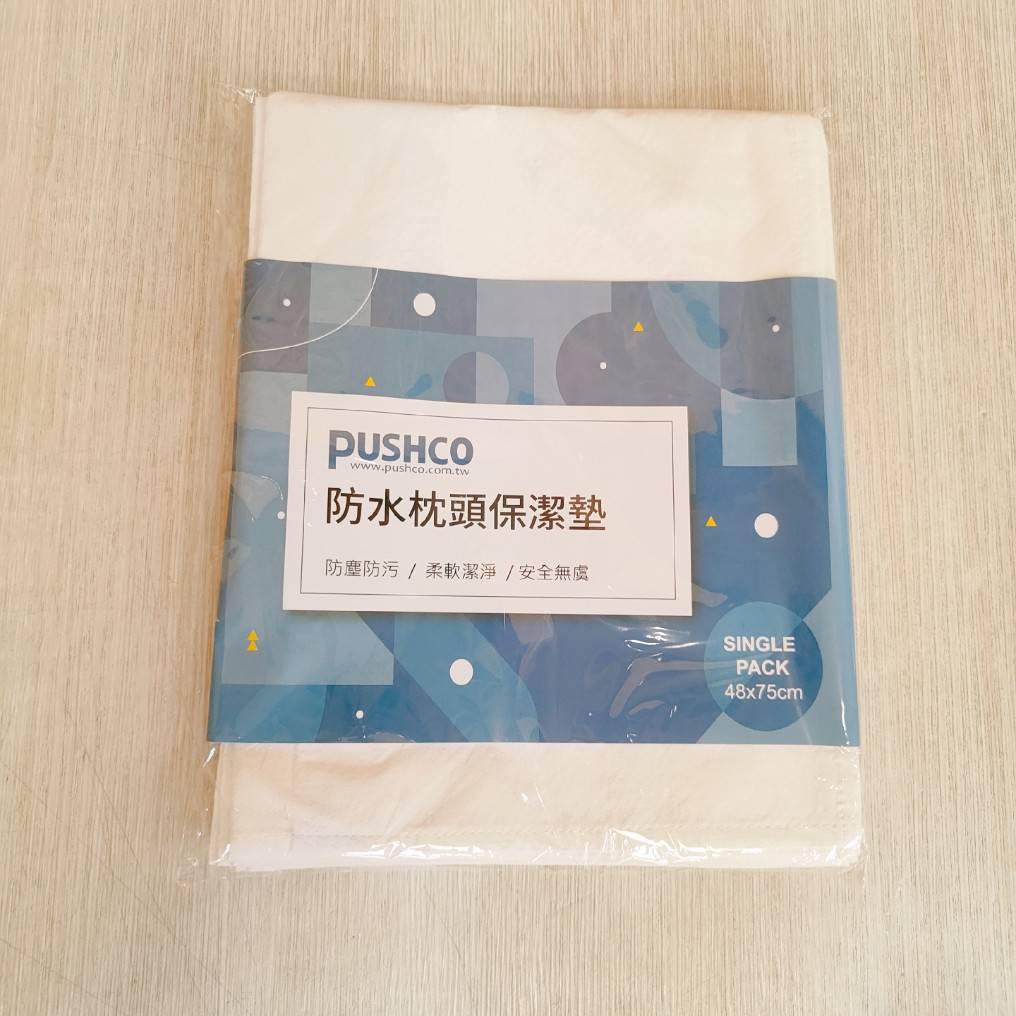 PUSHCO
www.pushco.com.tw
防水枕頭保潔墊
防塵防污 / 柔軟潔淨 / 安全無虞
SINGLE
PACK
48x75cm